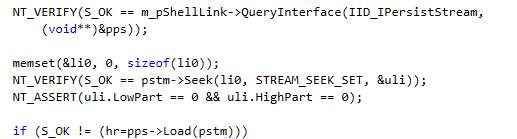 NT_VERIFY(S_OK == m_pShellLink->QueryInterface(IID_IPersistStream,
(void**)&pps));
memset(&li0, 0, sizeof(li0));
NT_VERIFY(S_OK == pstm->Seek(li0, STREAM_SEEK_SET, &uli));
NT_ASSERT(uli.LowPart == 0 && uli.HighPart == 0);
if (S_OK != (hr=pps->Load(pstm)))